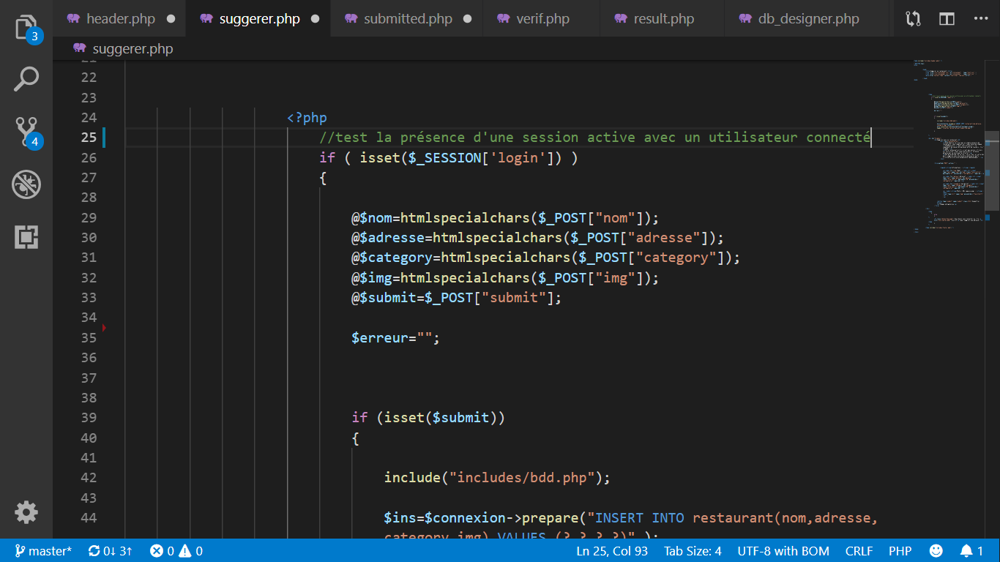 header.php
suggerer.php
submitted.php
verif.php
result.php
db_designer.php
3
4
suggerer.php
21
22
23
24 <?php
25 //test la présence d'une session active avec un utilisateur connecté
26 if ( isset($_SESSION['login']) )
27 {
28
29 @$nom=htmlspecialchars($_POST["nom"]);
30 @$adresse=htmlspecialchars($_POST["adresse"]);
31 @$category=htmlspecialchars($_POST["category"]);
32 @$img=htmlspecialchars($_POST["img"]);
33 @$submit=$_POST["submit"];
34
35 $erreur="";
36
37
38
39 if (isset($submit))
40 {
41
42 include("includes/bdd.php");
43
44 $ins=$connexion->prepare("INSERT INTO restaurant(nom,adresse,
category,img) VALUES (?,?,?,?)" );
master* 0↓ 3↑ 0 0 Ln 25, Col 93 Tab Size: 4 UTF-8 with BOM CRLF PHP 1